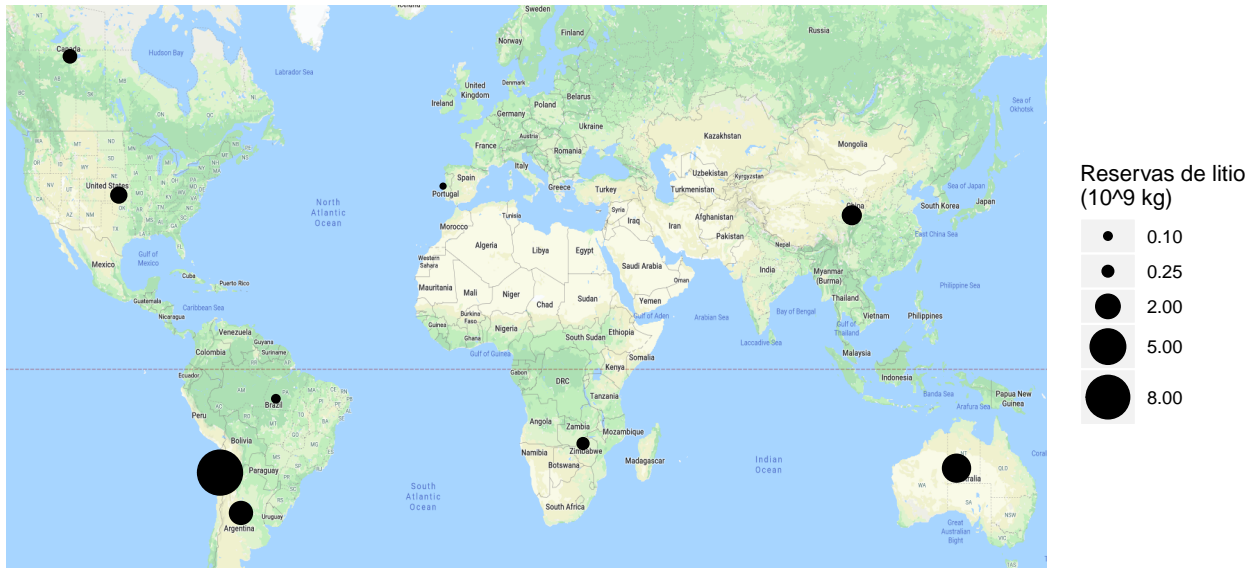 Sweden
Finland
Russia
Norway
Canada
Hudson Bay
Labrador Sea
United
Kingdom
Denmark
Ireland
Belarus
Poland
Germany
Ukraine
Austria
France
Romania
Kazakhstan
Mongolia
Sea of
Okhotsk
Italy
Spain
Portugal
Greece
Turkey
Uzbekistan
Kyrgyzstan
Turkmenistan
United States
China
Sea of Japan
South Korea
Japan
North
Atlantic
Ocean
Tunisia
Morocco
Syria
Iraq
Iran
Afghanistan
Pakistan
Nepal
East China Sea
Algeria
Libya
Egypt
Western
Sahara
Gulf of
Mexico
Mexico
Cuba
Puerto Rico
Saudi Arabia
Oman
India
Myanmar
(Burma)
Mauritania
Mali
Niger
Chad
Sudan
Yemen
Thailand
Philippine Sea
Guatemala
Caribbean Sea
Nicaragua
Burkina
Faso
Guinea
Ghana
Nigeria
Gulf of Aden
Arabian Sea
Bay of Bengal
Vietnam
Philippines
Gulf of
Thailand
Venezuela
Guyana
Suriname
Colombia
South Sudan
Ethiopia
Somalia
Laccadive Sea
Gulf of Guinea
Malaysia
Ecuador
Gabon
Kenya
DRC
Indonesia
Tanzania
Banda Sea
Arafura Sea
Papua New
Guinea
Peru
Brazil
Angola
Zambia
Mozambique
Zimbabwe
Bolivia
Namibia
Botswana
Madagascar
Indian
Ocean
Paraguay
South
Atlantic
Ocean
South Africa
Uruguay
Argentina
WA
NT
QLD
SA
NSW
VIC
TAS
Great
Australian
Bight
Reservas de litio
(10^9 kg)
0.10
0.25
2.00
5.00
8.00